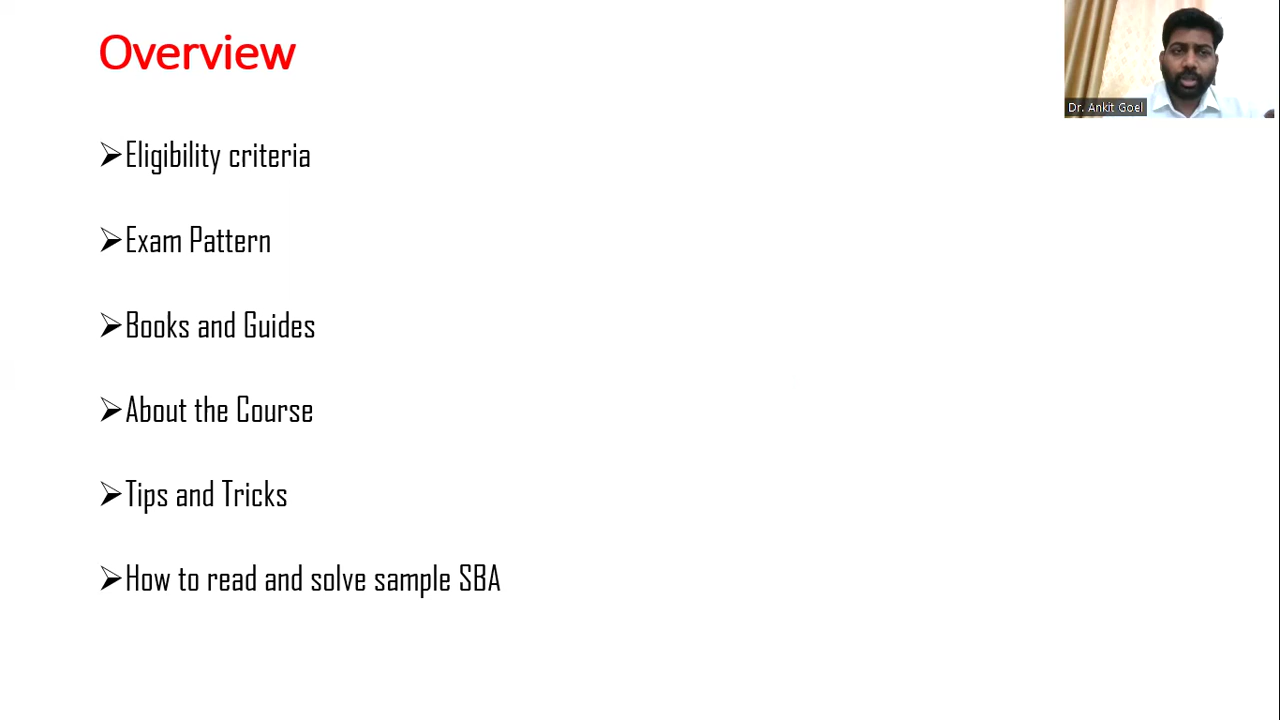 Overview
Dr. Ankit Goel
➢Eligibility criteria
➢Exam Pattern
➢Books and Guides
➢About the Course
➢Tips and Tricks
➢How to read and solve sample SBA